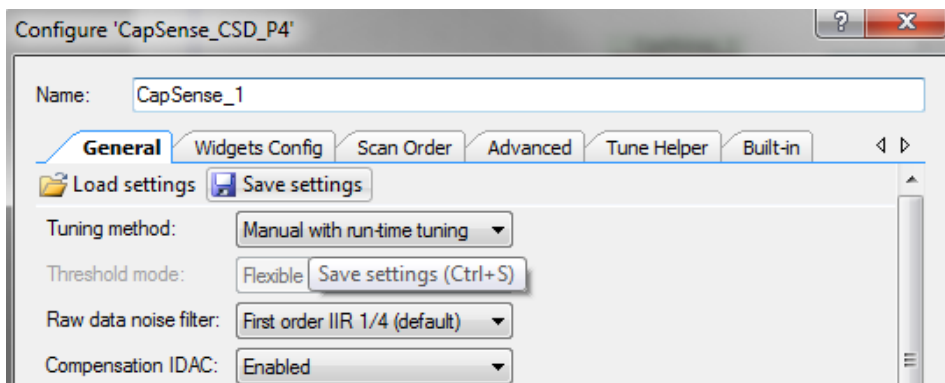 Configure 'CapSense_CSD_P4'
?
Name: CapSense_1
General Widgets Config Scan Order Advanced Tune Helper Built-in
Load settings Save settings
Tuning method: Manual with run-time tuning
Threshold mode: Flexible Save settings (Ctrl+S)
Raw data noise filter: First order IIR 1/4 (default)
Compensation IDAC: Enabled